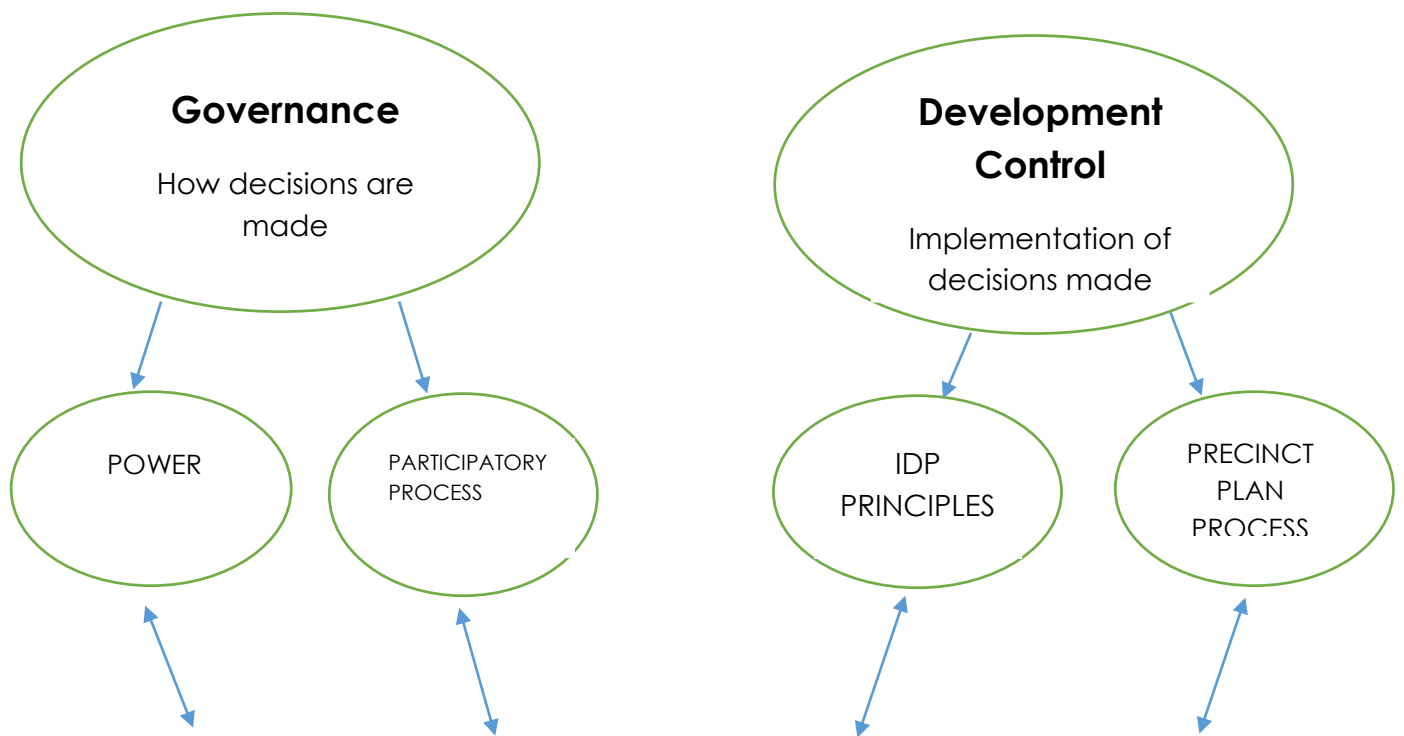 Governance
How decisions are
made
Development
Control
Implementation of
decisions made
POWER
PARTICIPATORY
PROCESS
IDP
PRINCIPLES
PRECINCT
PLAN
PROCESS